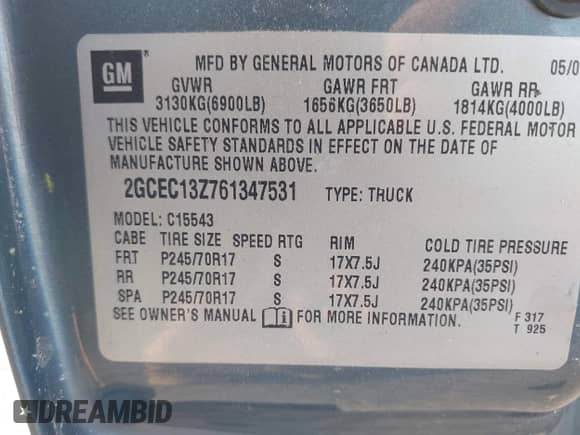 GM
MFD BY GENERAL MOTORS OF CANADA LTD. 05/0
GVWR GAWR FRT GAWR RR
3130KG(6900LB) 1656KG(3650LB) 1814KG(4000LB)
THIS VEHICLE CONFORMS TO ALL APPLICABLE U.S. FEDERAL MOTOR
VEHICLE SAFETY STANDARDS IN EFFECT ON THE DATE OF
MANUFACTURE SHOWN ABOVE.
2GCEC13Z761347531 TYPE: TRUCK
MODEL: C15543
CABE TIRE SIZE SPEED RTG RIM COLD TIRE PRESSURE
FRT P245/70R17 S 17X7.5J 240KPA(35PSI)
RR P245/70R17 S 17X7.5J 240KPA(35PSI)
SPA P245/70R17 S 17X7.5J 240KPA(35PSI)
SEE OWNER'S MANUAL i FOR MORE INFORMATION. F 317
T 925
DREAMBID